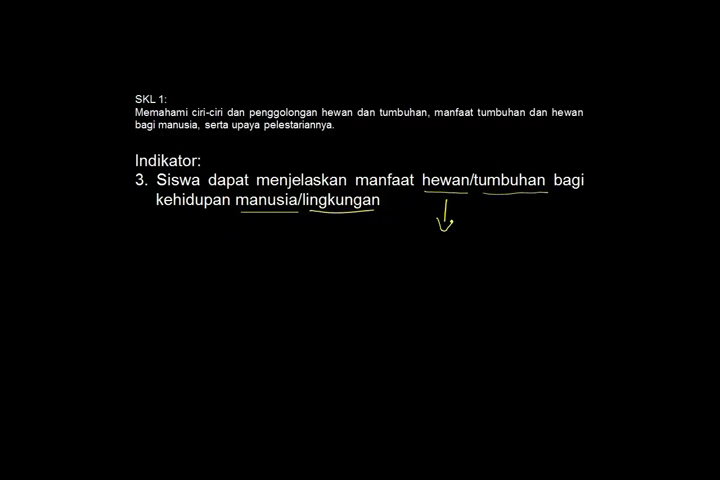 SKL 1:
Memahami ciri-ciri dan penggolongan hewan dan tumbuhan, manfaat tumbuhan dan hewan
bagi manusia, serta upaya pelestariannya.
Indikator:
3. Siswa dapat menjelaskan manfaat hewan/tumbuhan bagi
kehidupan manusia/lingkungan